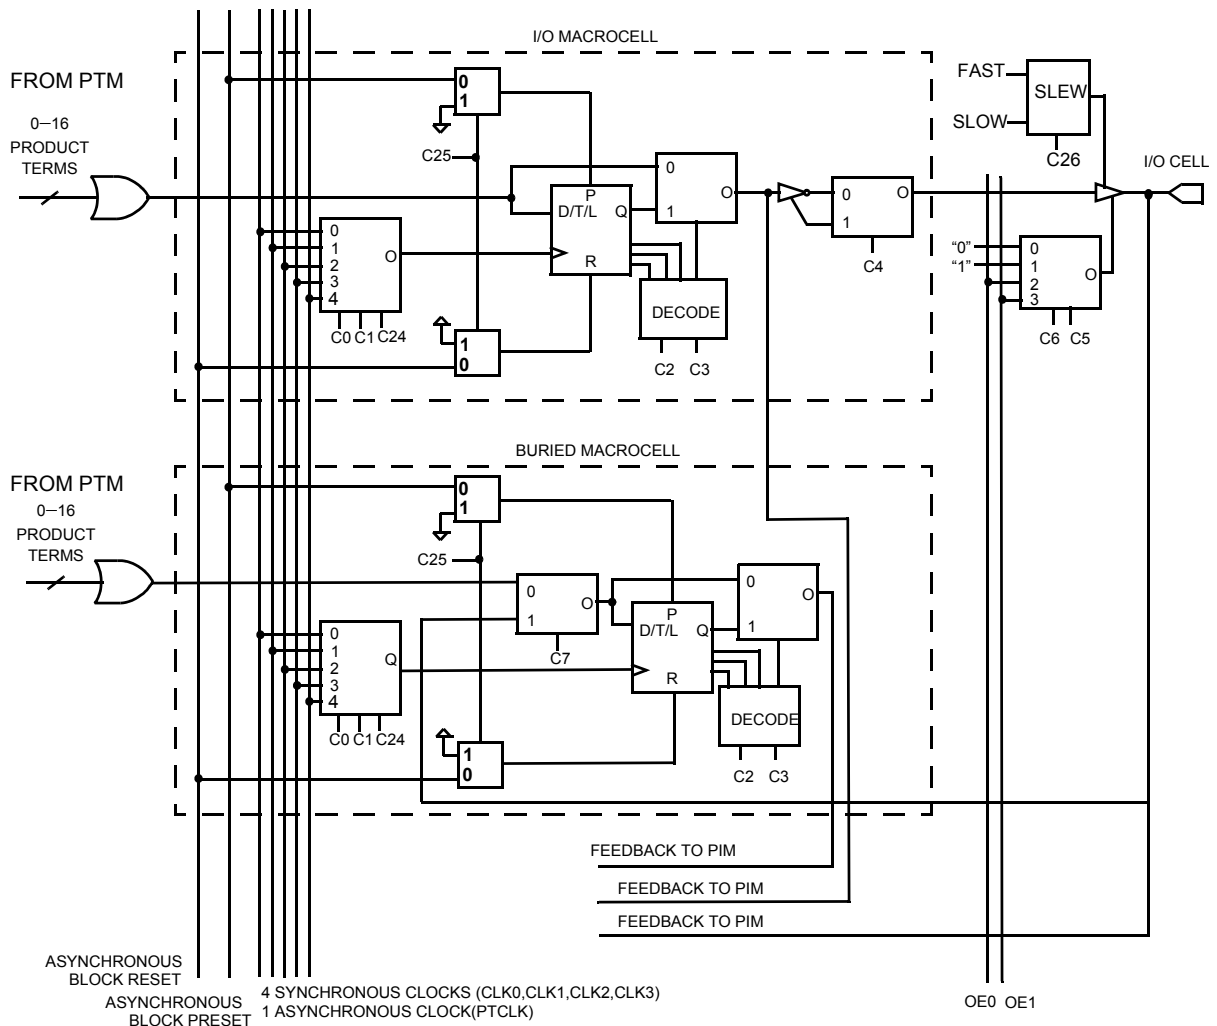 I/O MACROCELL
FROM PTM
0–16
PRODUCT
TERMS
0
1
C25
FAST
SLOW
SLEW
C26
I/O CELL
0
1
O
P
D/T/L
Q
R
0
1
2
3
4
O
C0 C1 C24
DECODE
C2 C3
1
0
0
1
O
C4
"0"
"1"
0
1
2
3
O
C6 C5
BURIED MACROCELL
FROM PTM
0–16
PRODUCT
TERMS
0
1
C25
0
1
O
C7
P
D/T/L
Q
R
0
1
O
0
1
2
3
4
Q
C0 C1 C24
DECODE
C2 C3
1
0
FEEDBACK TO PIM
FEEDBACK TO PIM
FEEDBACK TO PIM
ASYNCHRONOUS
BLOCK RESET
ASYNCHRONOUS
BLOCK PRESET
4 SYNCHRONOUS CLOCKS (CLK0,CLK1,CLK2,CLK3)
1 ASYNCHRONOUS CLOCK(PTCLK)
OE0 OE1